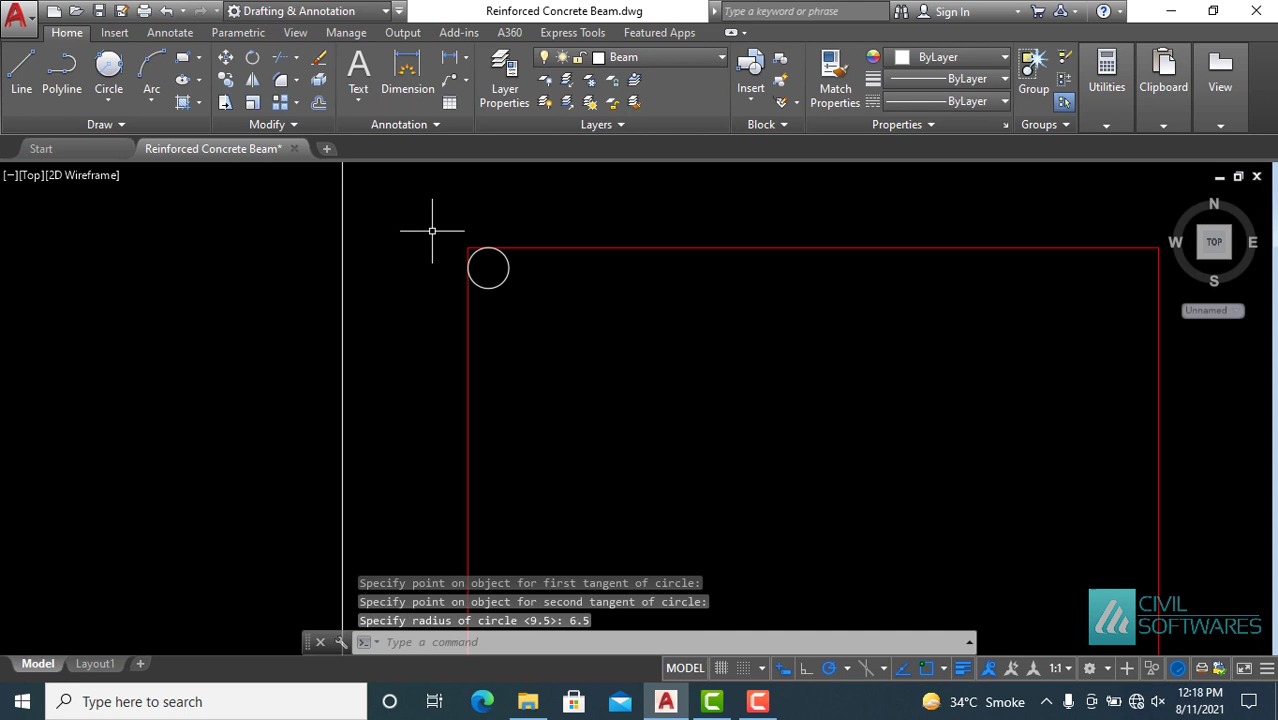 Drafting & Annotation
Reinforced Concrete Beam.dwg
Type a keyword or phrase
Sign In
Home
Insert
Annotate
Parametric
View
Manage
Output
Add-ins
A360
Express Tools
Featured Apps
Line
Polyline
Circle
Arc
Text
Dimension
Layer
Properties
Beam
Insert
Match
Properties
ByLayer
ByLayer
ByLayer
Group
Utilities
Clipboard
View
Draw
Modify
Annotation
Layers
Block
Properties
Groups
Start
Reinforced Concrete Beam*
[−][Top][2D Wireframe]
N
W
TOP
E
S
Unnamed
Specify point on object for first tangent of circle:
Specify point on object for second tangent of circle:
Specify radius of circle <9.5>: 6.5
Type a command
CIVIL
SOFTWARES
Model
Layout1
MODEL
1:1
Type here to search
34°C Smoke
12:18 PM
8/11/2021